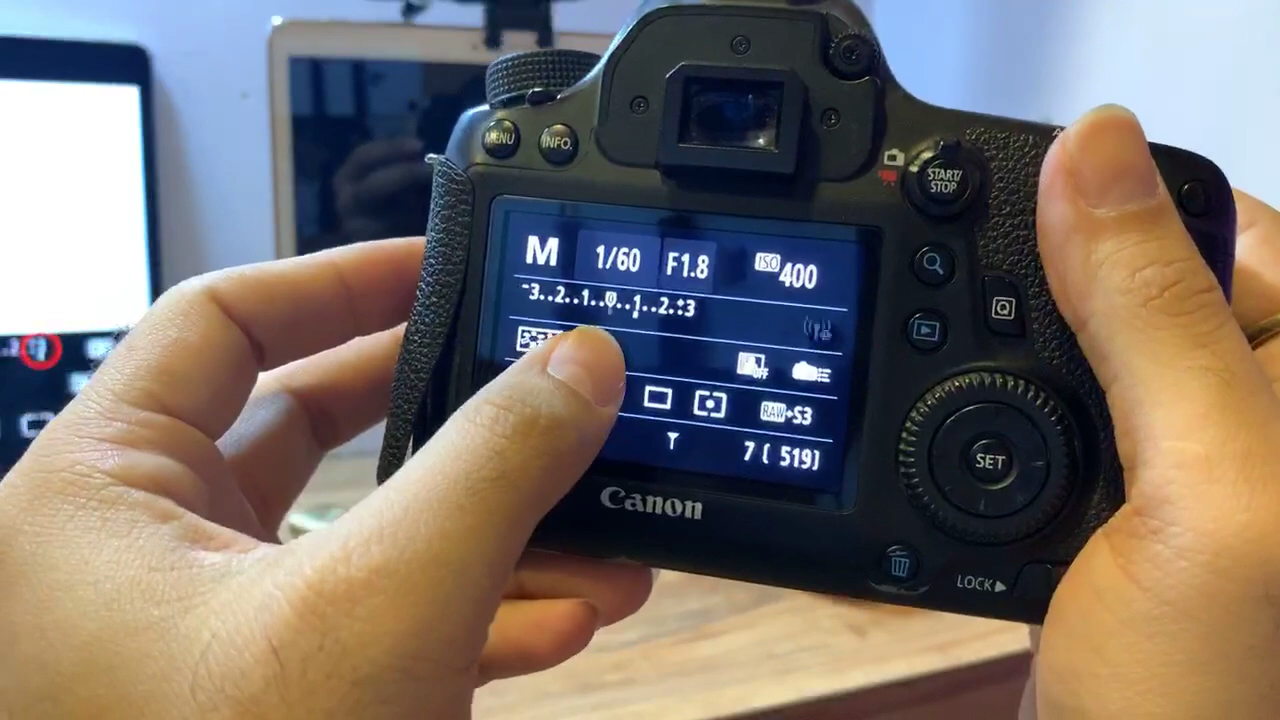 MENU
INFO.
START/
STOP
M 1/60 F1.8 ISO 400
-3..2..1..0..1..2.:+3
OFF
RAW+S3
7 [ 519]
Q
SET
Canon
LOCK▶